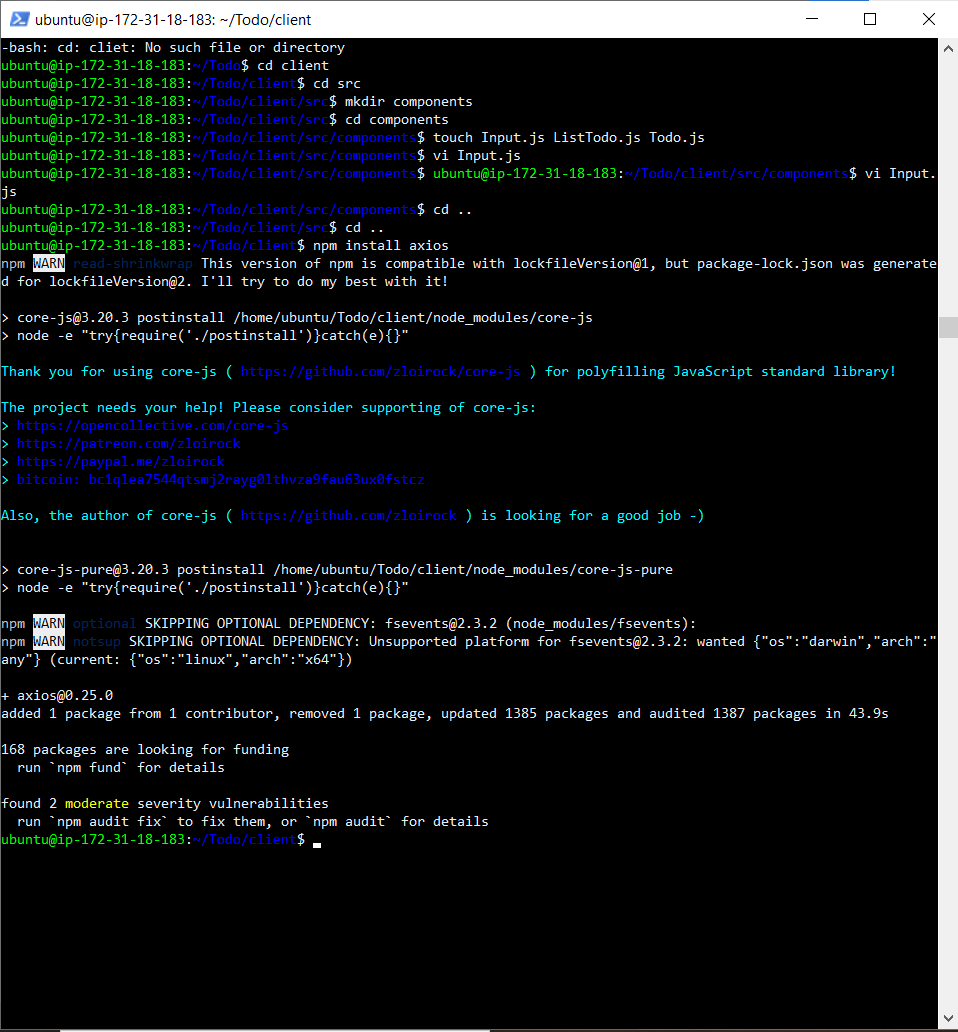 ubuntu@ip-172-31-18-183: ~/Todo/client
-bash: cd: cliet: No such file or directory
ubuntu@ip-172-31-18-183:~/Todo$ cd client
ubuntu@ip-172-31-18-183:~/Todo/client$ cd src
ubuntu@ip-172-31-18-183:~/Todo/client/src$ mkdir components
ubuntu@ip-172-31-18-183:~/Todo/client/src$ cd components
ubuntu@ip-172-31-18-183:~/Todo/client/src/components$ touch Input.js ListTodo.js Todo.js
ubuntu@ip-172-31-18-183:~/Todo/client/src/components$ vi Input.js
ubuntu@ip-172-31-18-183:~/Todo/client/src/components$ ubuntu@ip-172-31-18-183:~/Todo/client/src/components$ vi Input.
js
ubuntu@ip-172-31-18-183:~/Todo/client/src/components$ cd ..
ubuntu@ip-172-31-18-183:~/Todo/client/src$ cd ..
ubuntu@ip-172-31-18-183:~/Todo/client$ npm install axios
npm WARN read-shrinkwrap This version of npm is compatible with lockfileVersion@1, but package-lock.json was generate
d for lockfileVersion@2. I'll try to do my best with it!
> core-js@3.20.3 postinstall /home/ubuntu/Todo/client/node_modules/core-js
> node -e "try{require('./postinstall')}catch(e){}"
Thank you for using core-js ( https://github.com/zloirock/core-js ) for polyfilling JavaScript standard library!
The project needs your help! Please consider supporting of core-js:
> https://opencollective.com/core-js
> https://patreon.com/zloirock
> https://paypal.me/zloirock
> bitcoin: bc1qlea7544qtsmj2rayg0lthvza9fau63ux0fstcz
Also, the author of core-js ( https://github.com/zloirock ) is looking for a good job -)
> core-js-pure@3.20.3 postinstall /home/ubuntu/Todo/client/node_modules/core-js-pure
> node -e "try{require('./postinstall')}catch(e){}"
npm WARN optional SKIPPING OPTIONAL DEPENDENCY: fsevents@2.3.2 (node_modules/fsevents):
npm WARN notsup SKIPPING OPTIONAL DEPENDENCY: Unsupported platform for fsevents@2.3.2: wanted {"os":"darwin","arch":"
any"} (current: {"os":"linux","arch":"x64"})
+ axios@0.25.0
added 1 package from 1 contributor, removed 1 package, updated 1385 packages and audited 1387 packages in 43.9s
168 packages are looking for funding
run `npm fund` for details
found 2 moderate severity vulnerabilities
run `npm audit fix` to fix them, or `npm audit` for details
ubuntu@ip-172-31-18-183:~/Todo/client$